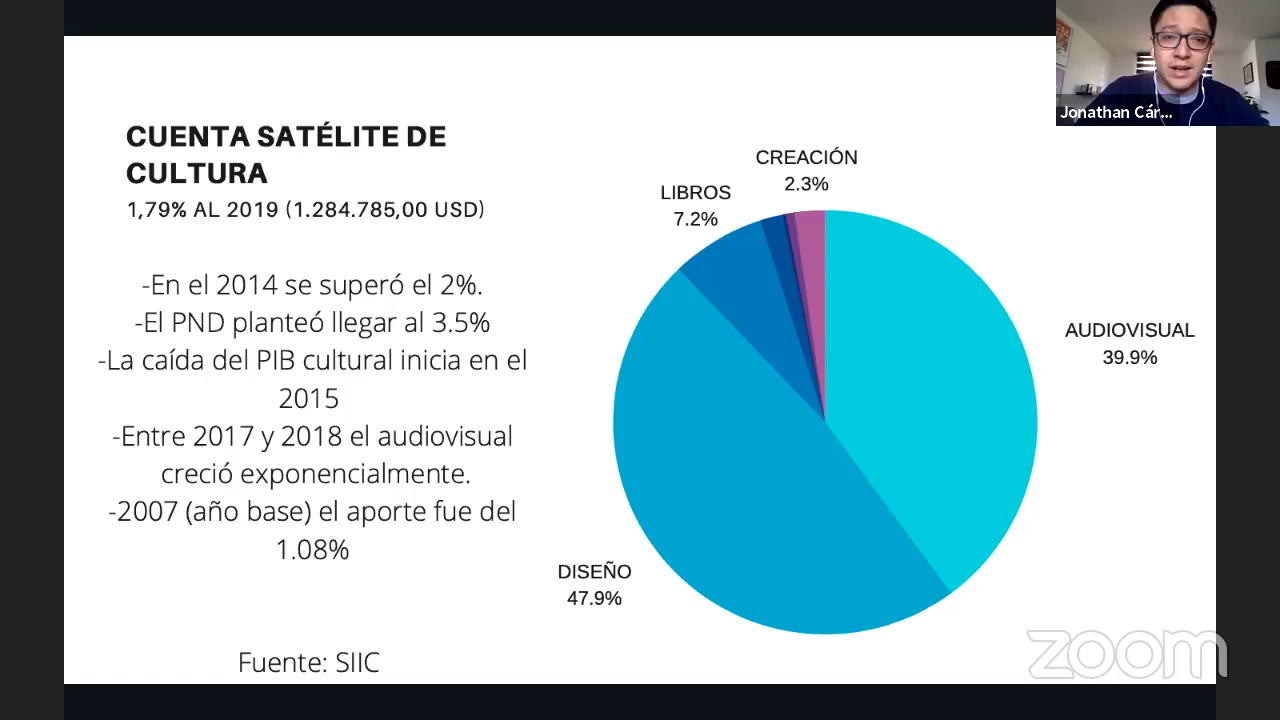 CUENTA SATÉLITE DE
CULTURA
1,79% AL 2019 (1.284.785,00 USD)
-En el 2014 se superó el 2%.
-El PND planteó llegar al 3.5%
-La caída del PIB cultural inicia en el
2015
-Entre 2017 y 2018 el audiovisual
creció exponencialmente.
-2007 (año base) el aporte fue del
1.08%
Fuente: SIIC
CREACIÓN
2.3%
LIBROS
7.2%
AUDIOVISUAL
39.9%
DISEÑO
47.9%
Jonathan Cár...
zoom